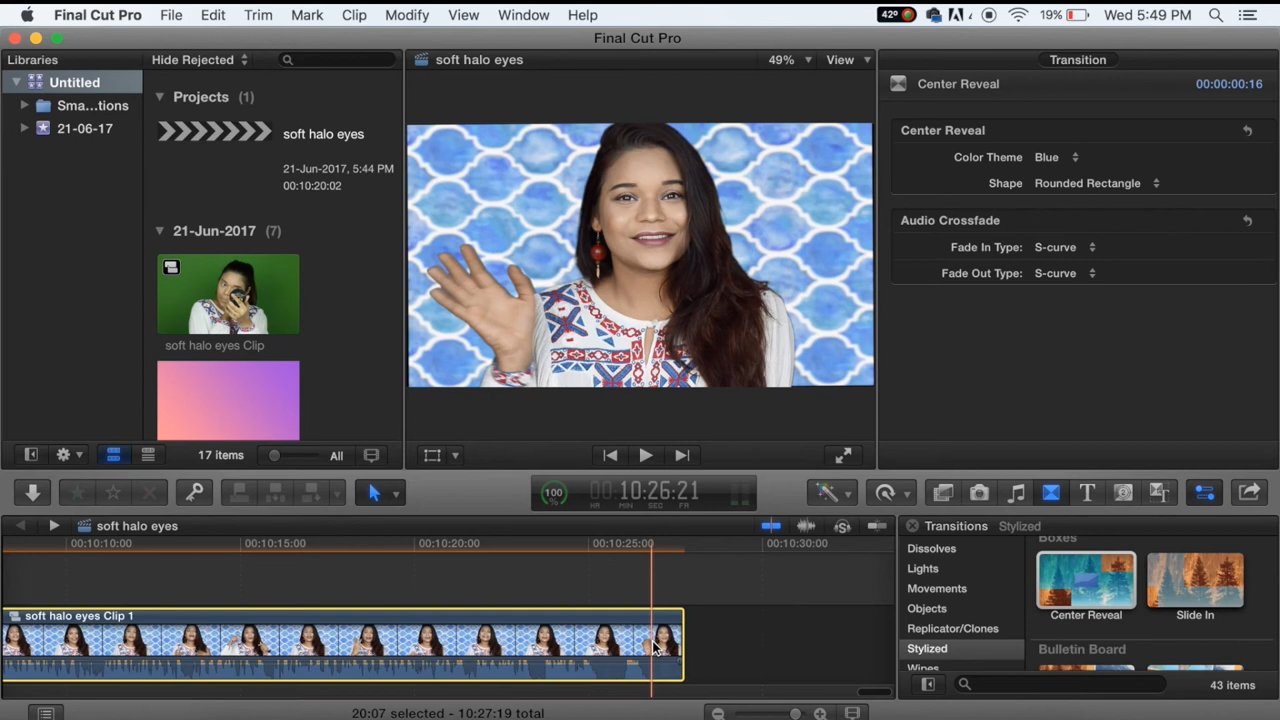 Final Cut Pro File Edit Trim Mark Clip Modify View Window Help 42° 19% Wed 5:49 PM
Final Cut Pro
Libraries
Hide Rejected
soft halo eyes
49%
View
Transition
Untitled
Sma...tions
21-06-17
Projects (1)
soft halo eyes
21-Jun-2017, 5:44 PM
00:10:20:02
21-Jun-2017 (7)
soft halo eyes Clip
Center Reveal 00:00:00:16
Center Reveal
Color Theme Blue
Shape Rounded Rectangle
Audio Crossfade
Fade In Type: S-curve
Fade Out Type: S-curve
17 items
All
100
%
00:10:26:21
HR MIN SEC FR
soft halo eyes
00:10:10:00 00:10:15:00 00:10:20:00 00:10:25:00 00:10:30:00
soft halo eyes Clip 1
Transitions Stylized
Dissolves
Lights
Movements
Objects
Replicator/Clones
Stylized
Wipes
Boxes
Center Reveal
Slide In
Bulletin Board
43 items
20:07 selected - 10:27:19 total